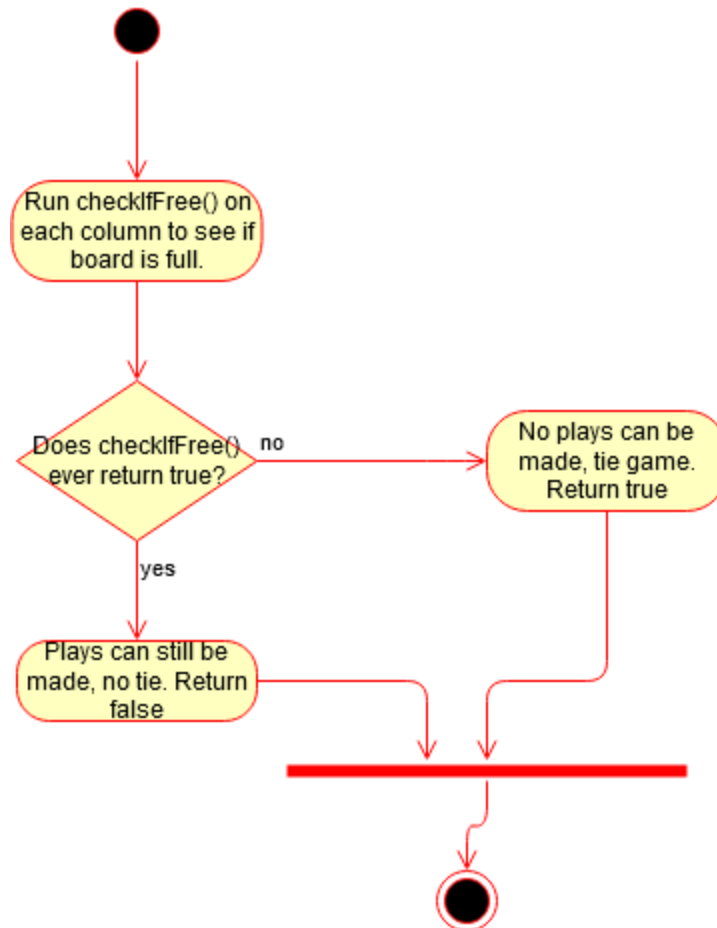 Run checkIfFree() on
each column to see if
board is full.
Does checkIfFree()
ever return true?
no
No plays can be
made, tie game.
Return true
yes
Plays can still be
made, no tie. Return
false